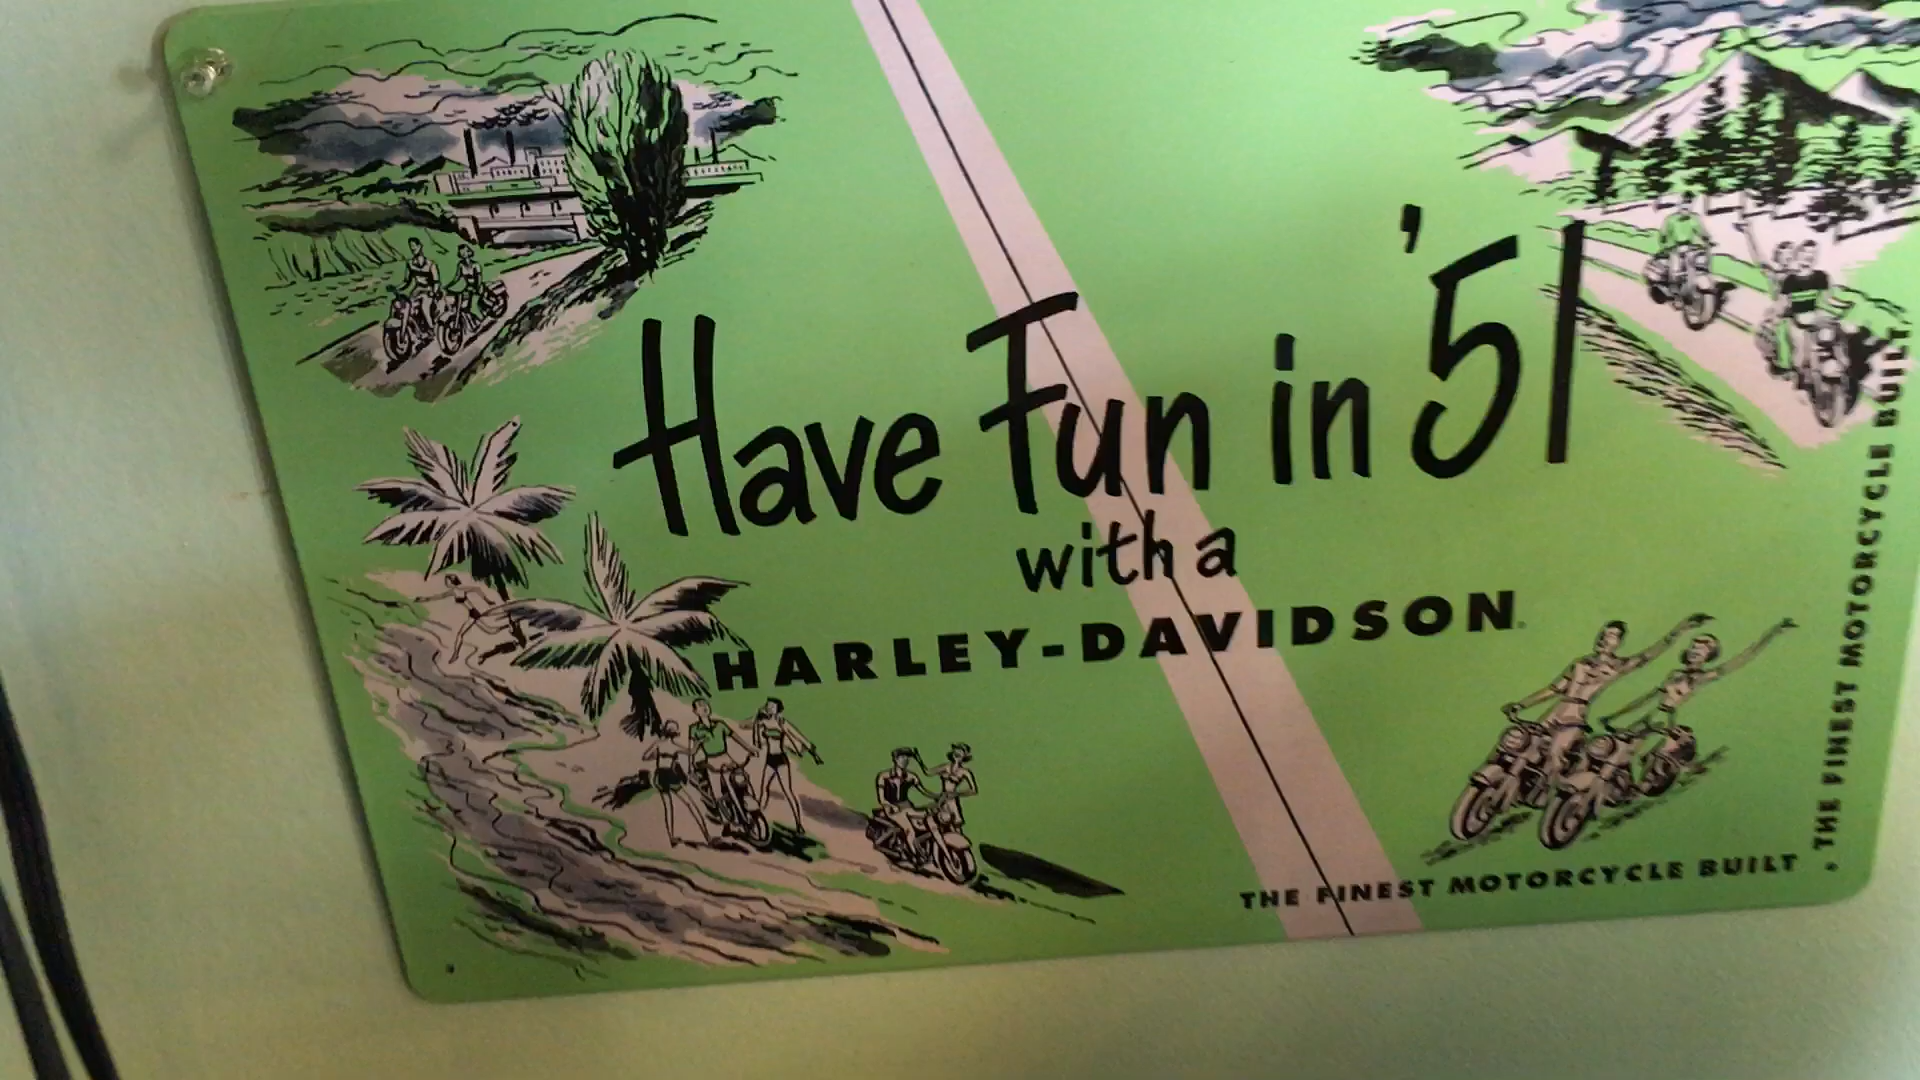 Have Fun in '51
with a
HARLEY-DAVIDSON
THE FINEST MOTORCYCLE BUILT
• THE FINEST MOTORCYCLE BUILT